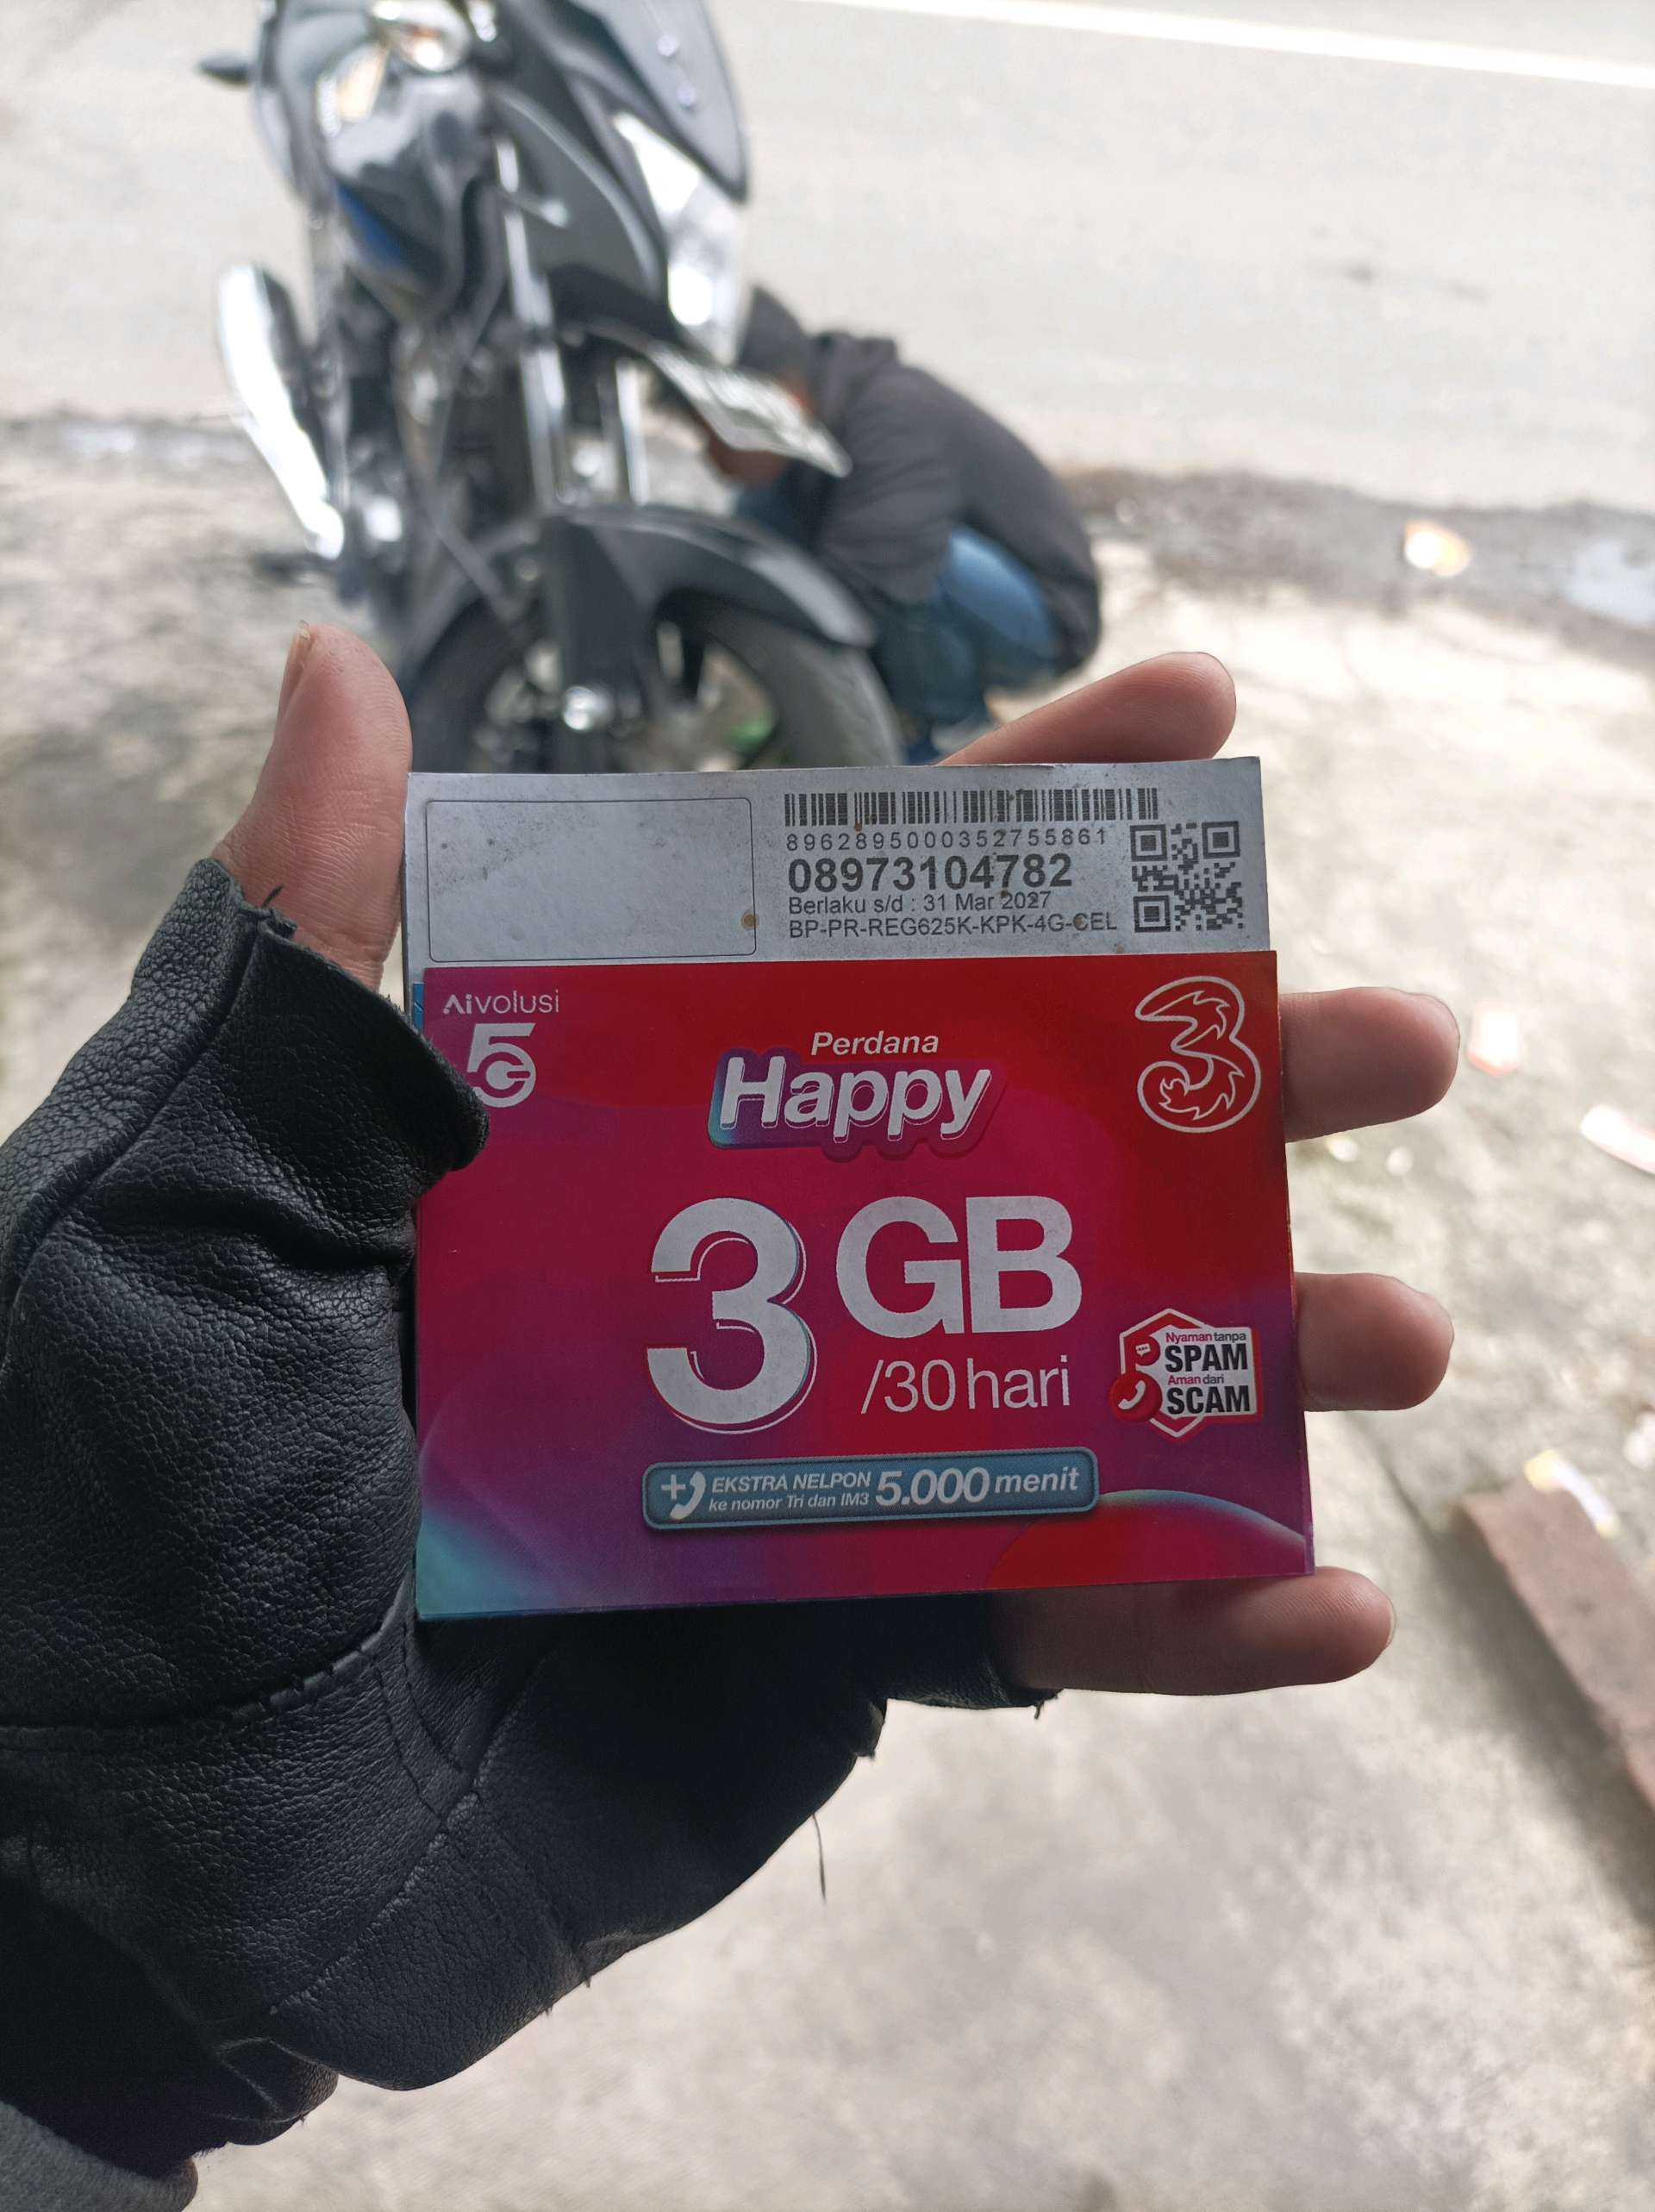 8962895000352755861
08973104782
Berlaku s/d : 31 Mar 2027
BP-PR-REG625K-KPK-4G-CEL
Aivolusi
5G
Perdana
Happy
3
3 GB
/30 hari
Nyaman tanpa
SPAM
Aman dari
SCAM
+ EKSTRA NELPON 5.000 menit
ke nomor Tri dan IM3